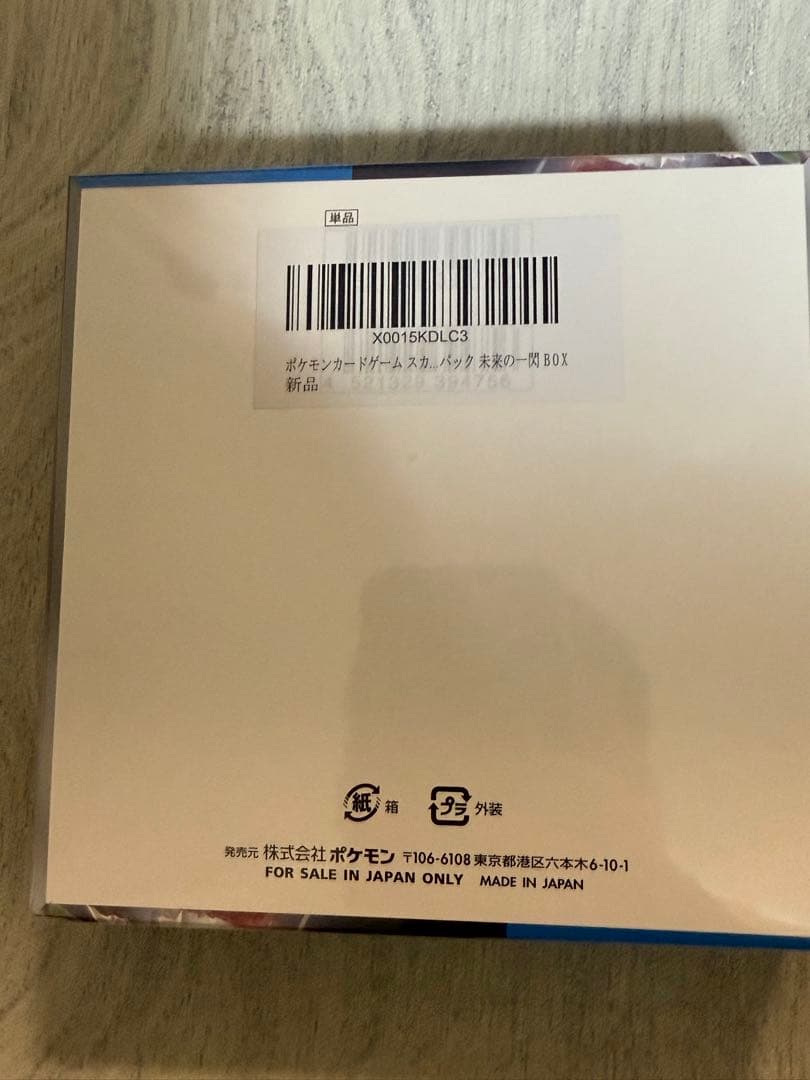 単品
X0015KDLC3
ポケモンカードゲーム スカ...パック 未来の一閃 BOX
新品
紙 箱 プラ 外装
発売元 株式会社 ポケモン 〒106-6108 東京都港区六本木6-10-1
FOR SALE IN JAPAN ONLY MADE IN JAPAN